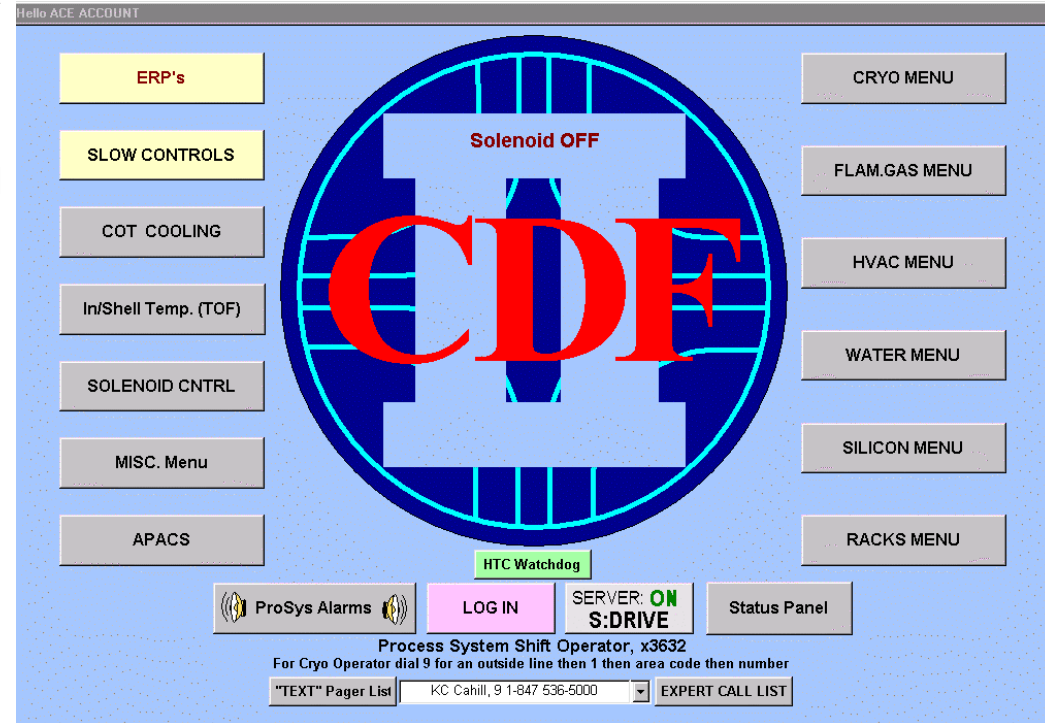 Hello ACE ACCOUNT
ERP's
SLOW CONTROLS
COT COOLING
In/Shell Temp. (TOF)
SOLENOID CNTRL
MISC. Menu
APACS
Solenoid OFF
II
CDF
CRYO MENU
FLAM.GAS MENU
HVAC MENU
WATER MENU
SILICON MENU
RACKS MENU
HTC Watchdog
ProSys Alarms
LOG IN
SERVER: ON
S:DRIVE
Status Panel
Process System Shift Operator, x3632
For Cryo Operator dial 9 for an outside line then 1 then area code then number
"TEXT" Pager List KC Cahill, 9 1-847 536-5000 EXPERT CALL LIST